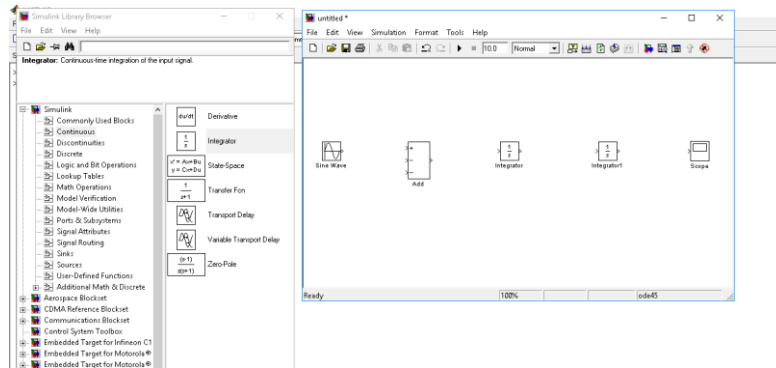 Simulink Library Browser
File Edit View Help
Integrator: Continuous-time integration of the input signal.
Simulink
Commonly Used Blocks
Continuous
Discontinuities
Discrete
Logic and Bit Operations
Lookup Tables
Math Operations
Model Verification
Model-Wide Utilities
Ports & Subsystems
Signal Attributes
Signal Routing
Sinks
Sources
User-Defined Functions
Additional Math & Discrete
Aerospace Blockset
CDMA Reference Blockset
Communications Blockset
Control System Toolbox
Embedded Target for Infineon C1
Embedded Target for Motorola®
Embedded Target for Motorola®
du/dt Derivative
1/s Integrator
x' = Ax+Bu
y = Cx+Du State-Space
1/s+1 Transfer Fcn
Transport Delay
Variable Transport Delay
(s-1)/s(s+1) Zero-Pole
untitled *
File Edit View Simulation Format Tools Help
10.0 Normal
Sine Wave
+
-
-
Add
1/s
Integrator
1/s
Integrator1
Scope
Ready 100% ode45